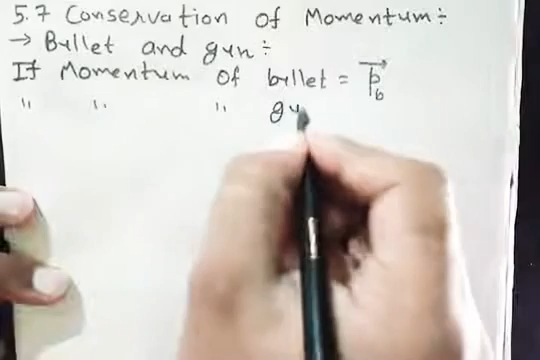 5.7 Conservation of Momentum÷
→ Bullet and gun÷
If Momentum of bullet = p⃗b
" " " gu